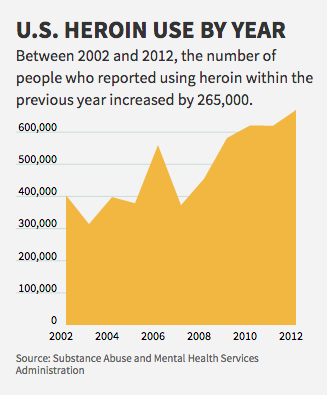 U.S. HEROIN USE BY YEAR
Between 2002 and 2012, the number of
people who reported using heroin within the
previous year increased by 265,000.
600,000
500,000
400,000
300,000
200,000
100,000
0
2002 2004 2006 2008 2010 2012
Source: Substance Abuse and Mental Health Services
Administration